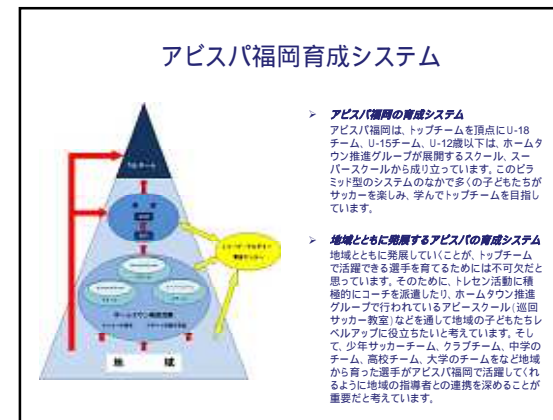 アビスパ福岡育成システム
アビスパ福岡の育成システム
アビスパ福岡は、トップチームを頂点にU-18
チーム、U-15チーム、U-12歳以下は、ホームタ
ウン推進グループが展開するスクール、スー
パースクールから成り立っています。このピラ
ミッド型のシステムのなかで多くの子どもたちが
サッカーを楽しみ、学んでトップチームを目指し
ています。
地域とともに発展するアビスパの育成システム
地域とともに発展していくことが、トップチーム
で活躍できる選手を育てるためには不可欠だと
思っています。そのために、トレセン活動に積
極的にコーチを派遣したり、ホームタウン推進
グループで行われているアビースクール（巡回
サッカー教室）などを通して地域の子どもたちレ
ベルアップに役立ちたいと考えています。そし
て、少年サッカーチーム、クラブチーム、中学の
チーム、高校チーム、大学のチームをなど地域
から育った選手がアビスパ福岡で活躍してくれ
るように地域の指導者との連携を深めることが
重要だと考えています。
地 域